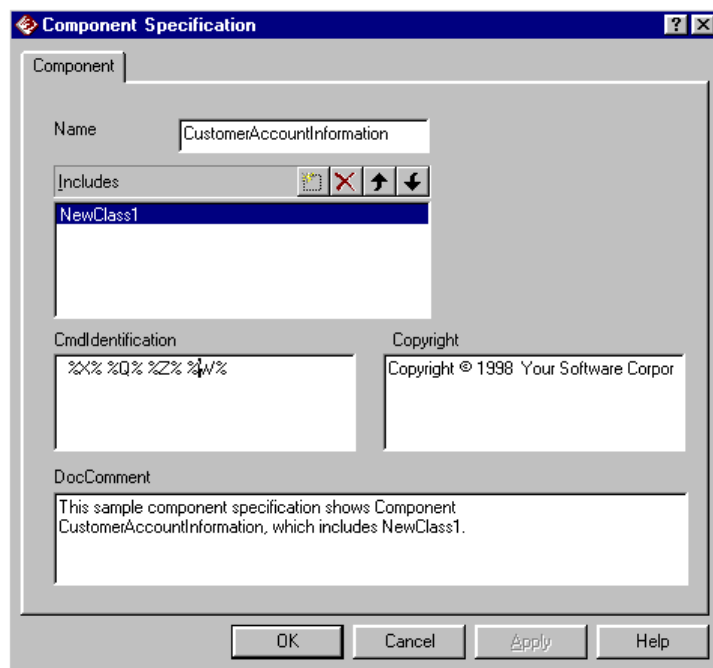 Component Specification
Component
Name
CustomerAccountInformation
Includes
NewClass1
CmdIdentification
Copyright
%X% %Q% %Z% %W%
Copyright © 1998 Your Software Corpor
DocComment
This sample component specification shows Component
CustomerAccountInformation, which includes NewClass1.
OK
Cancel
Apply
Help